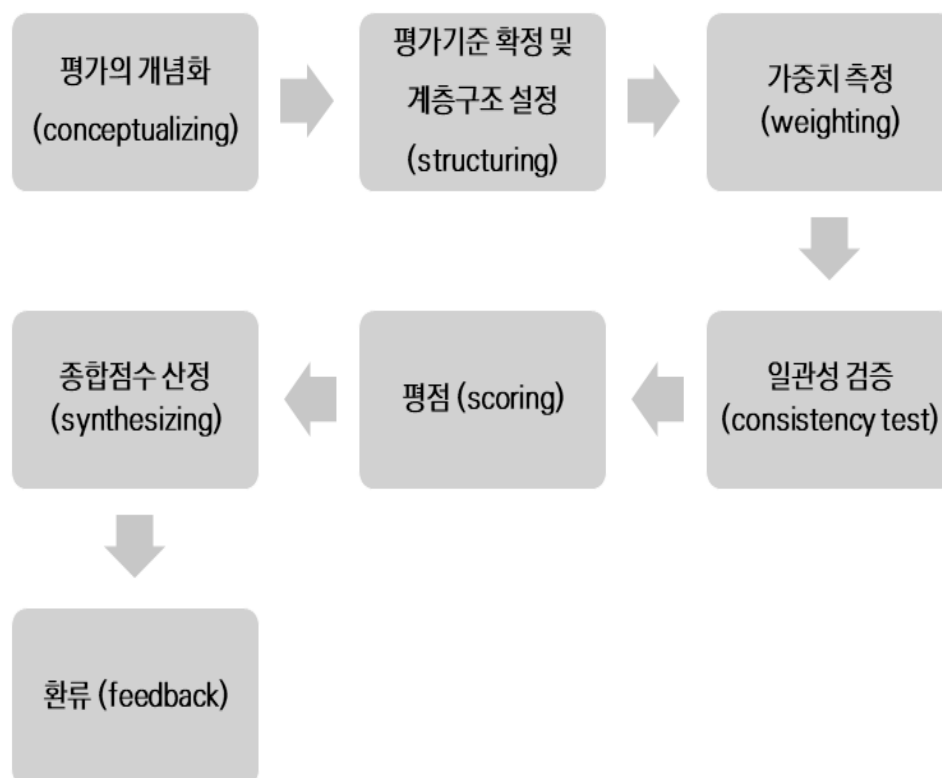 평가의 개념화
(conceptualizing)
평가기준 확정 및
계층구조 설정
(structuring)
가중치 측정
(weighting)
일관성 검증
(consistency test)
평점 (scoring)
종합점수 산정
(synthesizing)
환류 (feedback)